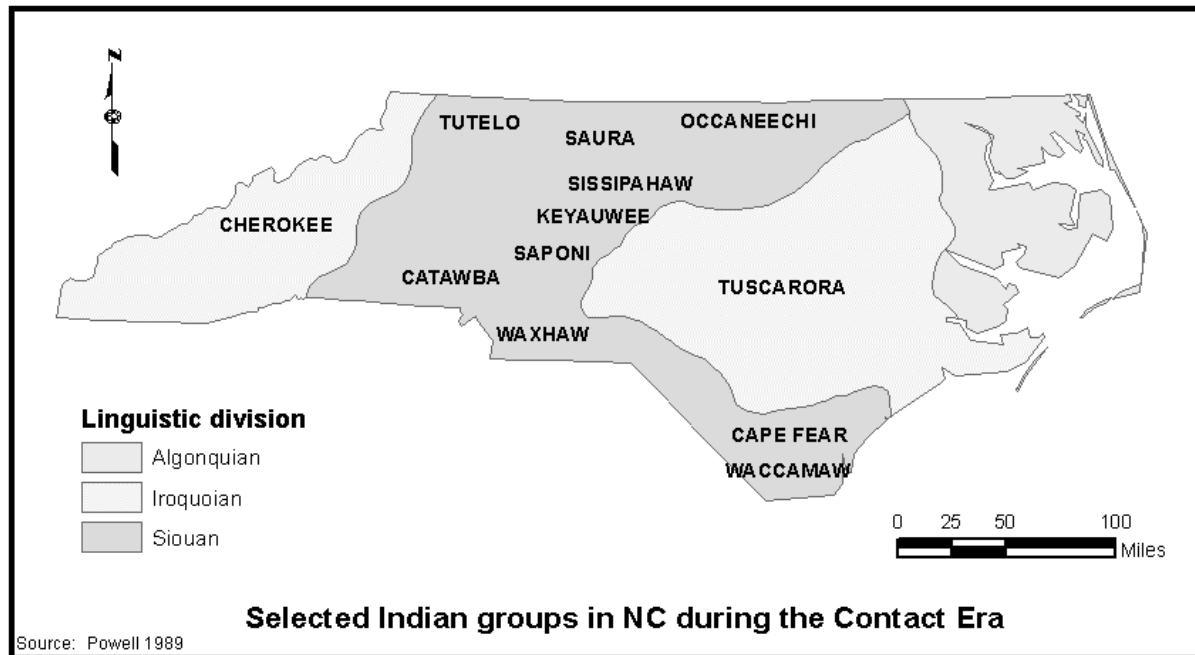 N
TUTELO
OCCANEECHI
SAURA
SISSIPAHAW
KEYAUWEE
CHEROKEE
SAPONI
CATAWBA
TUSCARORA
WAXHAW
Linguistic division
Algonquian
Iroquoian
Siouan
CAPE FEAR
WACCAMAW
0 25 50 100
Miles
Selected Indian groups in NC during the Contact Era
Source: Powell 1989